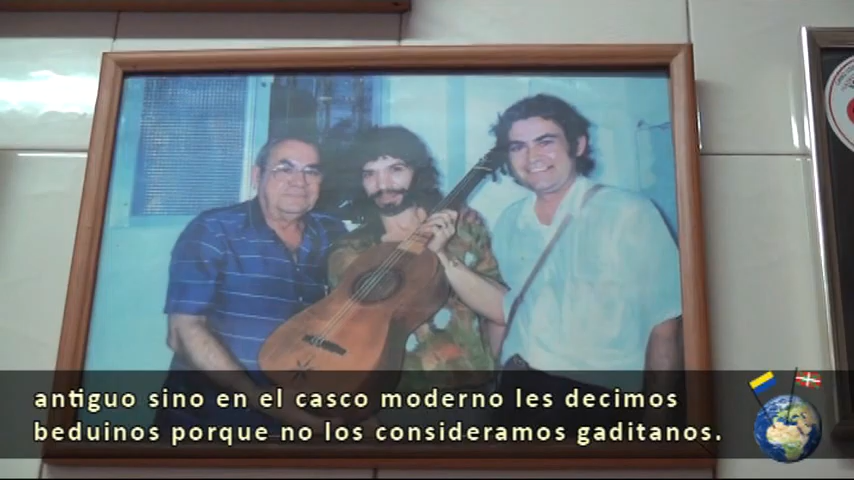 antiguo sino en el casco moderno les decimos
beduinos porque no los consideramos gaditanos.